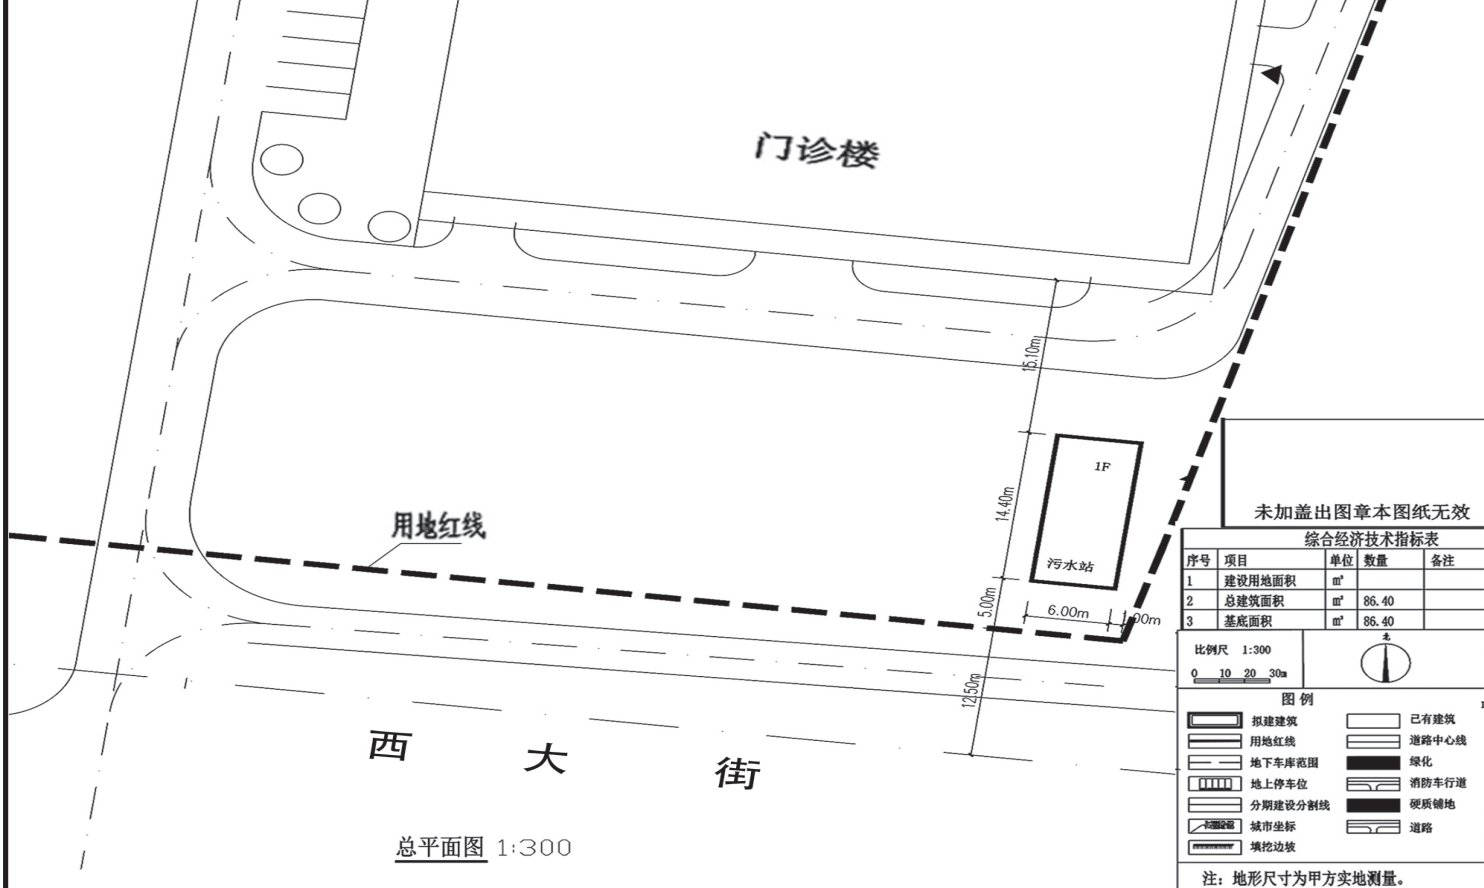 门诊楼
15.10m
1F
14.40m
用地红线
未加盖出图章本图纸无效
综合经济技术指标表
序号 项目 单位 数量 备注
1 建设用地面积 m²
2 总建筑面积 m² 86.40
3 基底面积 m² 86.40
污水站
5.00m
6.00m
00m
12.50m
北
比例尺 1:300
0 10 20 30m
图例
拟建建筑 已有建筑
用地红线 道路中心线
地下车库范围 绿化
地上停车位 消防车行道
分期建设分割线 硬质铺地
城市坐标 道路
填挖边坡
西大街
总平面图 1:300
注：地形尺寸为甲方实地测量。